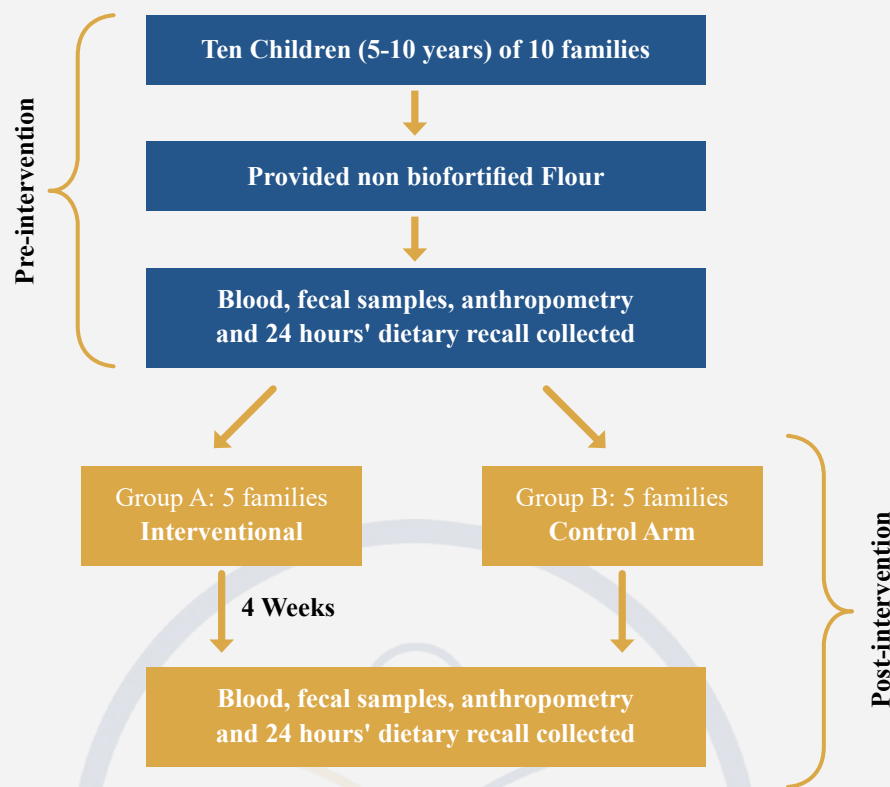 Pre-intervention
Ten Children (5-10 years) of 10 families
Provided non biofortified Flour
Blood, fecal samples, anthropometry
and 24 hours' dietary recall collected
Group A: 5 families
Interventional
Group B: 5 families
Control Arm
4 Weeks
Blood, fecal samples, anthropometry
and 24 hours' dietary recall collected
Post-intervention